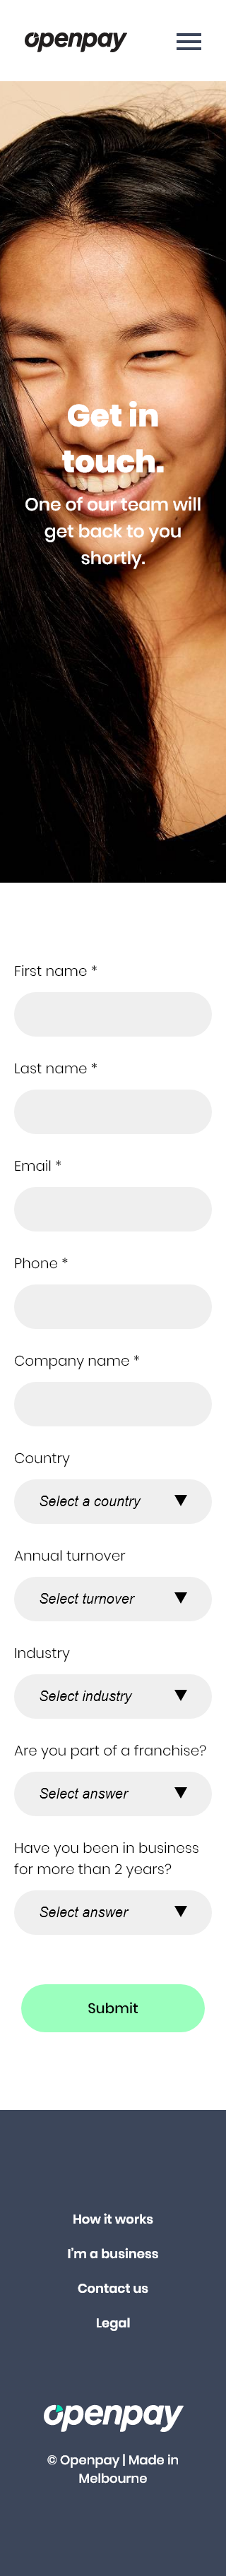 openpay
Get in
touch.
One of our team will
get back to you
shortly.
First name *
Last name *
Email *
Phone *
Company name *
Country
Select a country
Annual turnover
Select turnover
Industry
Select industry
Are you part of a franchise?
Select answer
Have you been in business
for more than 2 years?
Select answer
Submit
How it works
I'm a business
Contact us
Legal
openpay
© Openpay | Made in
Melbourne